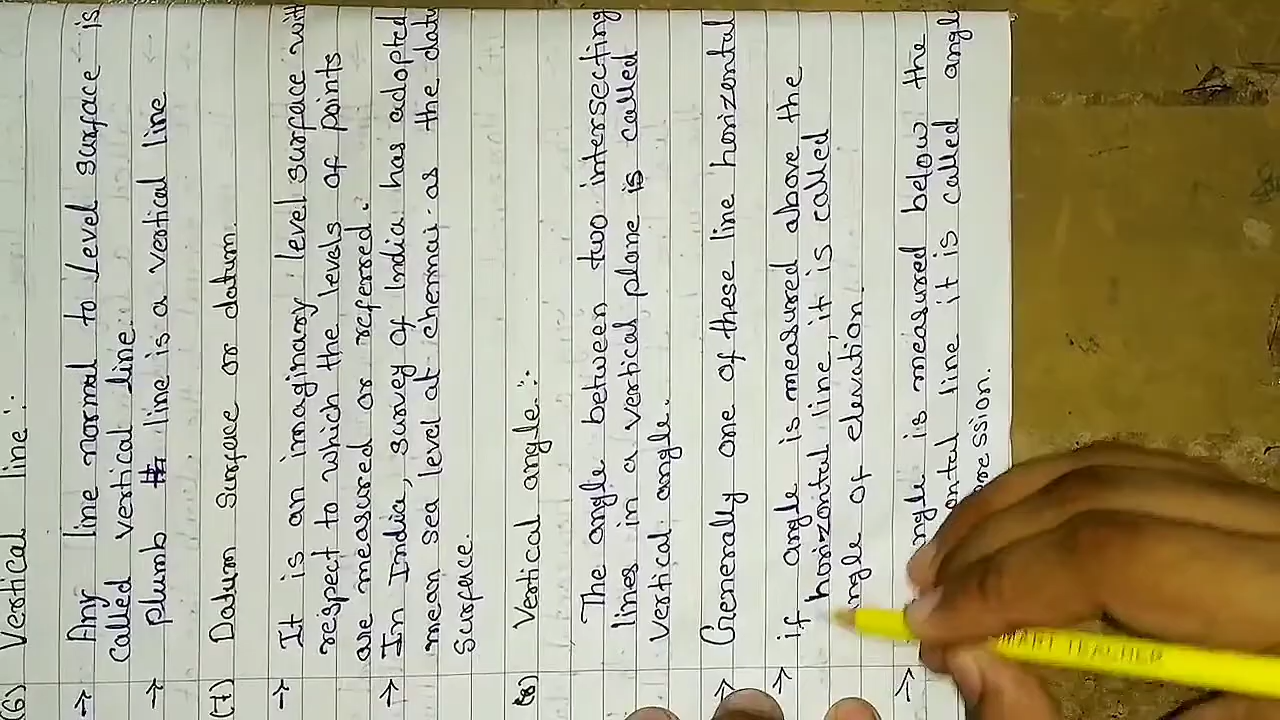 (6) Vertical line :-
→ Any line normal to Level surface is
called vertical line.
→ plumb line is a vertical line
(7) Datum Surface or datum
→ It is an imaginary level surface with
respect to which the levels of points
are measured or referred.
→ In India, survey of India has adopted
mean sea level at chennai as the datu
Surface.
(8) Vertical angle :-
The angle between two intersecting
lines in a vertical plane is called
vertical angle.
→ Generally one of these line horizontal
→ if angle is measured above the
horizontal line, it is called
angle of elevation.
→ angle is measured below the
ontal line it is called angle
ression.
SMART TEACHER